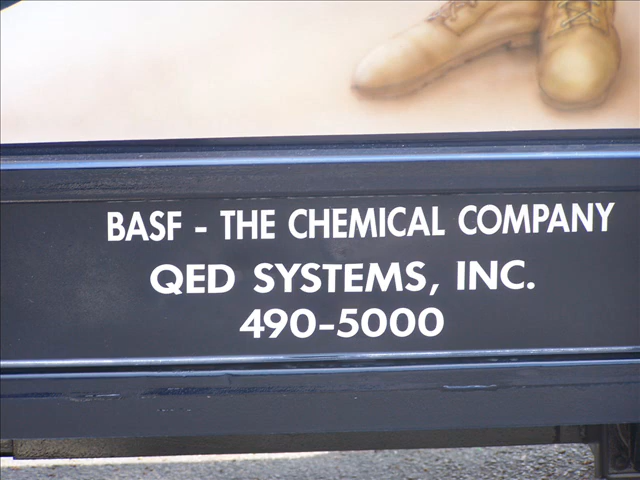 BASF - THE CHEMICAL COMPANY
QED SYSTEMS, INC.
490-5000